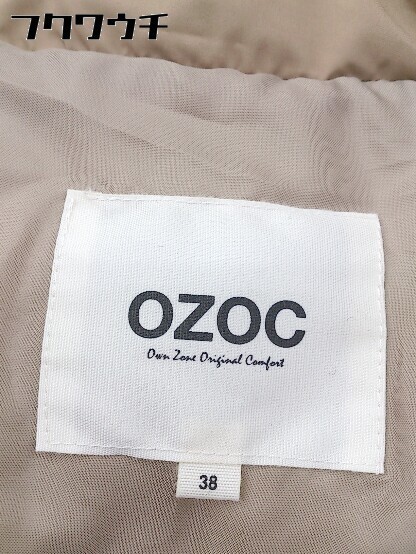 フクワウチ
OZOC
Own Zone Original Comfort
38